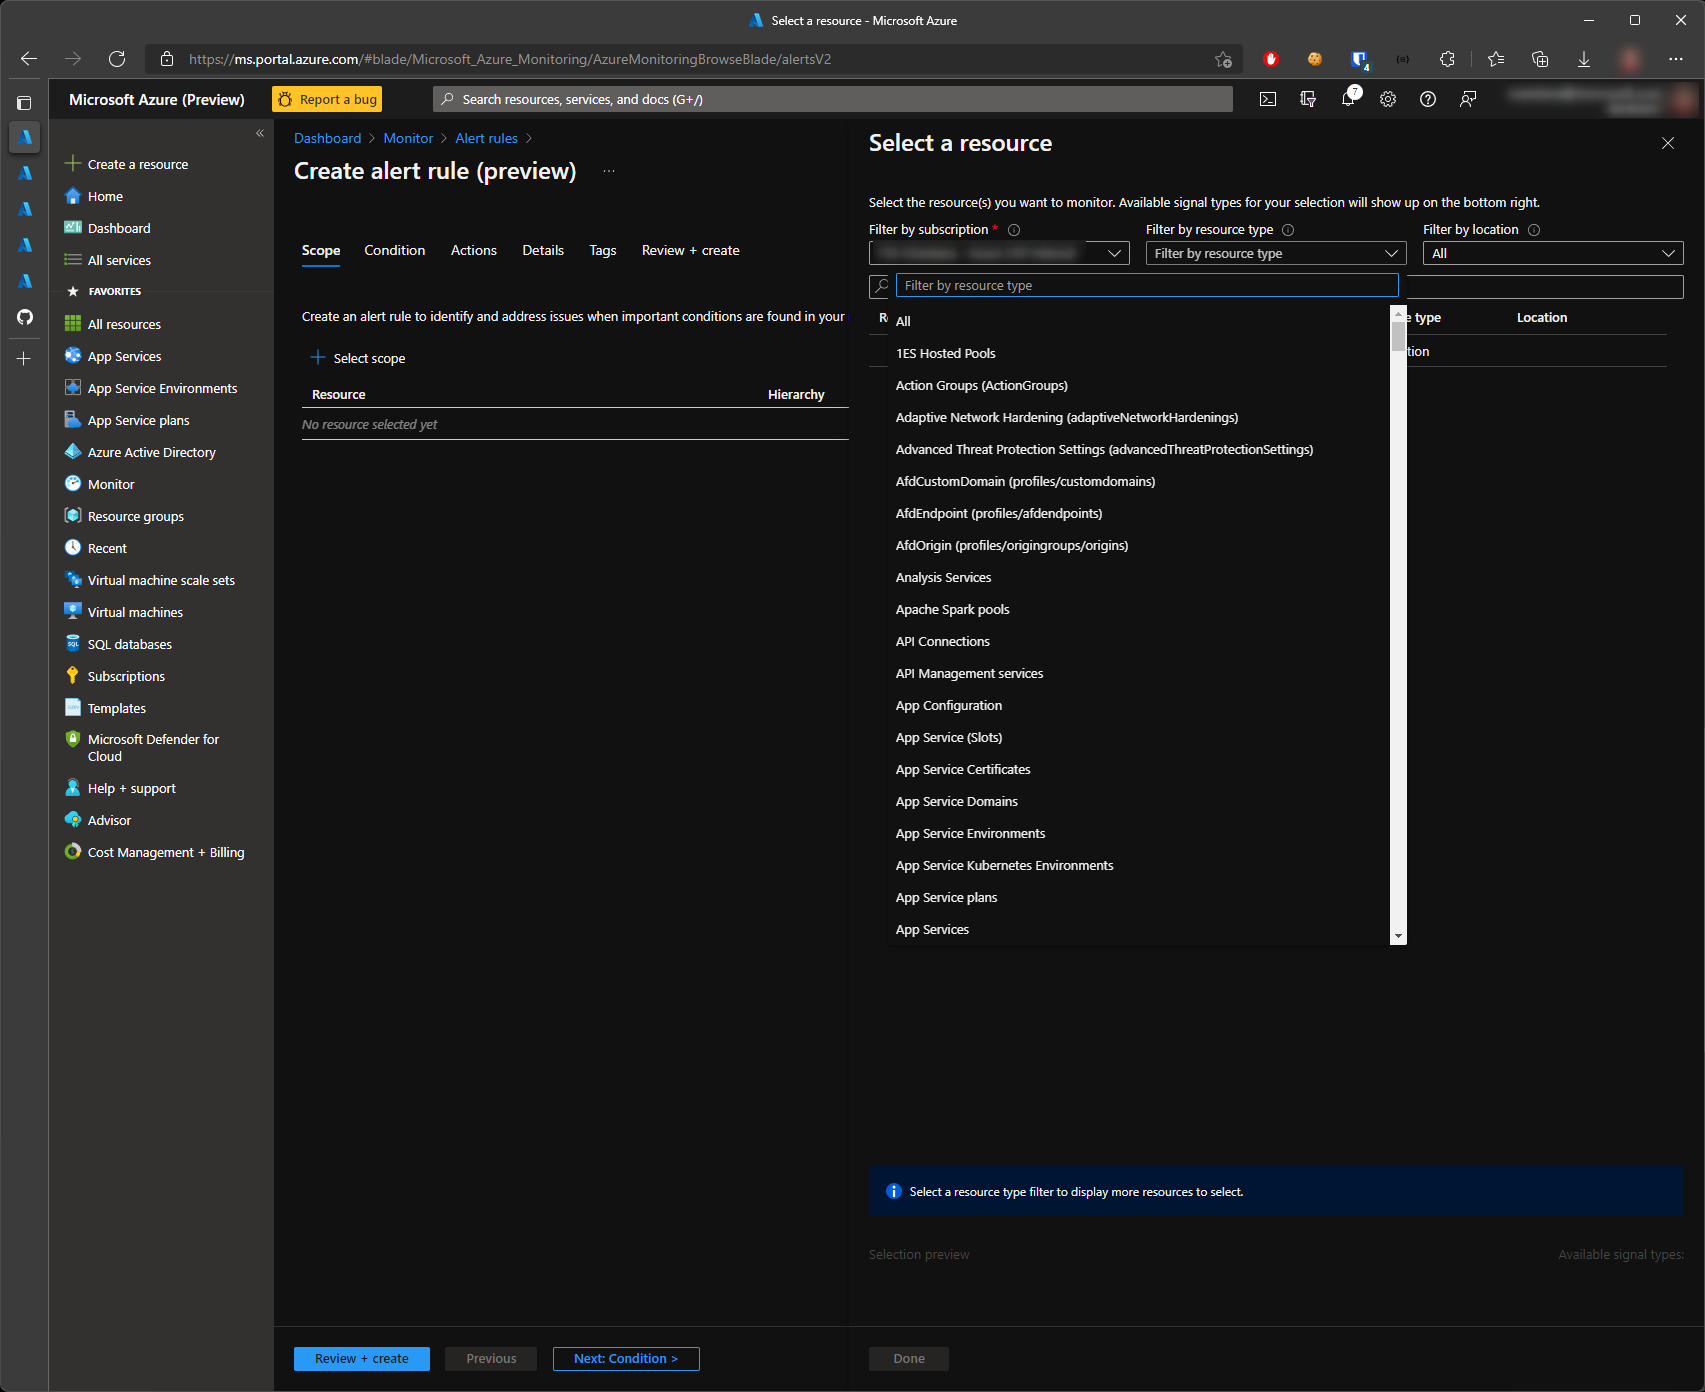 Select a resource - Microsoft Azure
https://ms.portal.azure.com/#blade/Microsoft_Azure_Monitoring/AzureMonitoringBrowseBlade/alertsV2
4
Microsoft Azure (Preview)
Report a bug
Search resources, services, and docs (G+/)
7
Create a resource
Home
Dashboard
All services
FAVORITES
All resources
App Services
App Service Environments
App Service plans
Azure Active Directory
Monitor
Resource groups
Recent
Virtual machine scale sets
Virtual machines
SQL databases
Subscriptions
Templates
Microsoft Defender for
Cloud
Help + support
Advisor
Cost Management + Billing
Dashboard > Monitor > Alert rules >
Create alert rule (preview) ...
Scope Condition Actions Details Tags Review + create
Create an alert rule to identify and address issues when important conditions are found in your
+ Select scope
Resource Hierarchy
No resource selected yet
Review + create Previous Next: Condition >
Select a resource
Select the resource(s) you want to monitor. Available signal types for your selection will show up on the bottom right.
Filter by subscription * Filter by resource type Filter by location
Filter by resource type All
Filter by resource type
e type Location
tion
All
1ES Hosted Pools
Action Groups (ActionGroups)
Adaptive Network Hardening (adaptiveNetworkHardenings)
Advanced Threat Protection Settings (advancedThreatProtectionSettings)
AfdCustomDomain (profiles/customdomains)
AfdEndpoint (profiles/afdendpoints)
AfdOrigin (profiles/origingroups/origins)
Analysis Services
Apache Spark pools
API Connections
API Management services
App Configuration
App Service (Slots)
App Service Certificates
App Service Domains
App Service Environments
App Service Kubernetes Environments
App Service plans
App Services
Select a resource type filter to display more resources to select.
Selection preview Available signal types:
Done